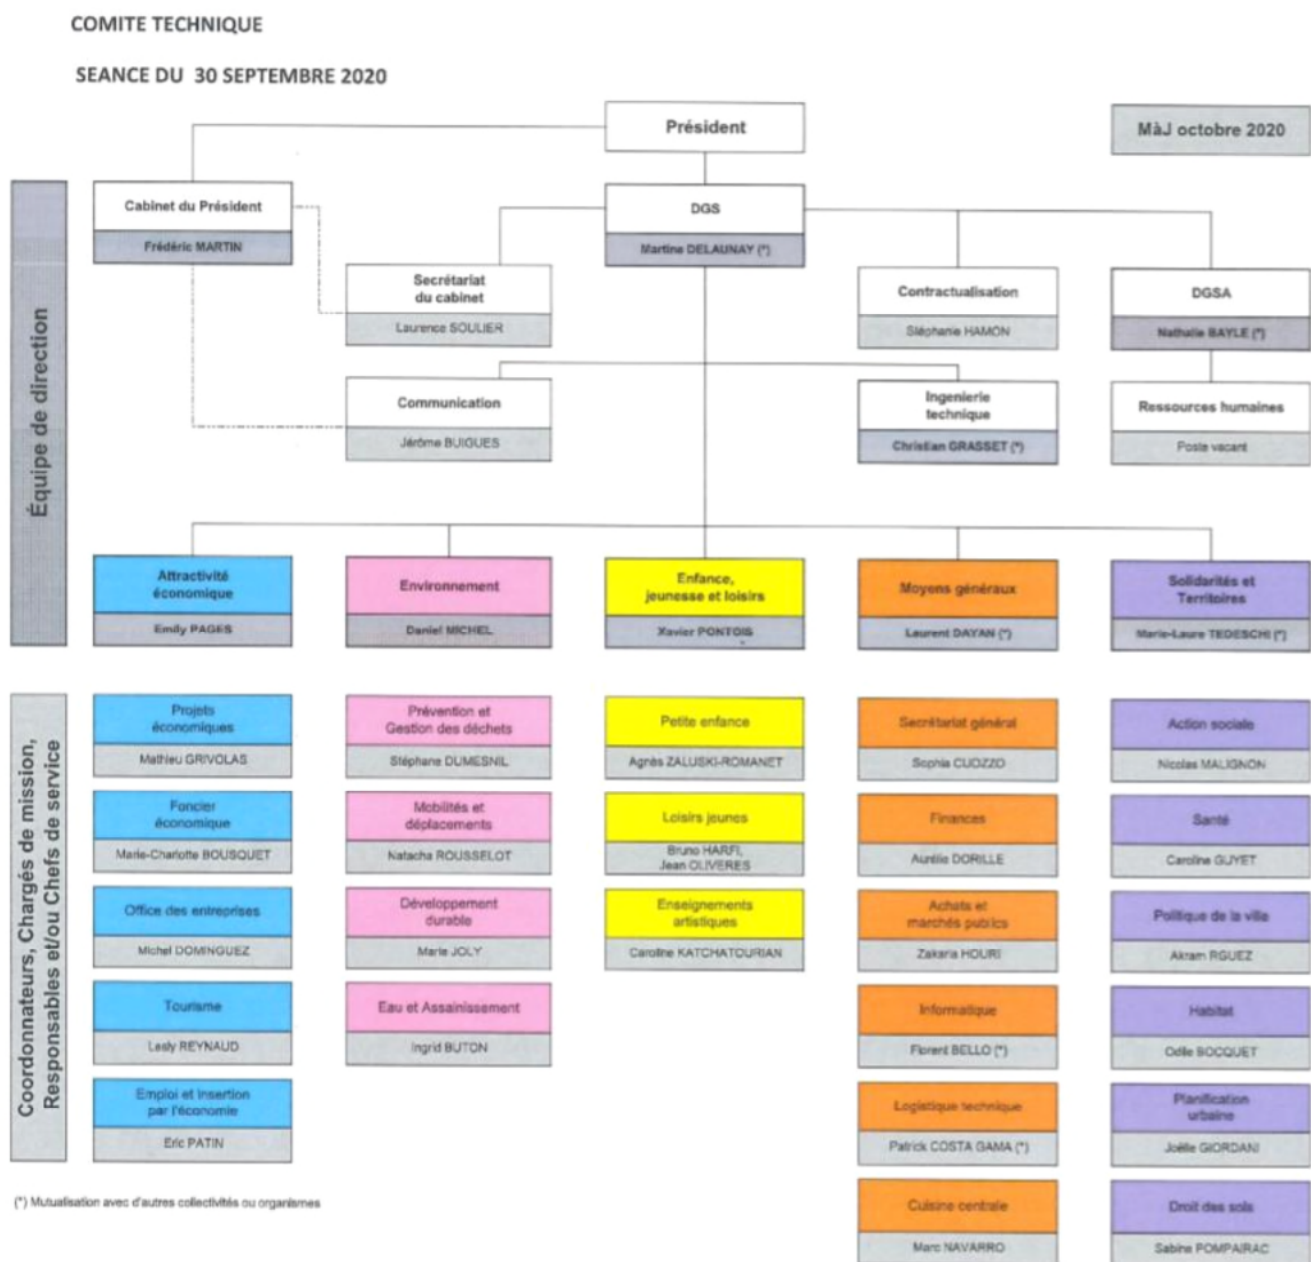 COMITE TECHNIQUE
SEANCE DU 30 SEPTEMBRE 2020
Président
MàJ octobre 2020
Équipe de direction
Cabinet du Président
Frédéric MARTIN
DGS
Martine DELAUNAY (*)
Secrétariat
du cabinet
Laurence SOULIER
Contractualisation
Stéphanie HAMON
DGSA
Nathalie BAYLE (*)
Communication
Jérôme BUIGUES
Ingenierie
technique
Christian GRASSET (*)
Ressources humaines
Poste vacant
Attractivité
économique
Emily PAGES
Environnement
Daniel MICHEL
Enfance,
jeunesse et loisirs
Xavier PONTOIS
Moyens généraux
Laurent DAYAN (*)
Solidarités et
Territoires
Marie-Laure TEDESCHI (*)
Coordonnateurs, Chargés de mission,
Responsables et/ou Chefs de service
Projets
économiques
Mathieu GRIVOLAS
Prévention et
Gestion des déchets
Stéphane DUMESNIL
Petite enfance
Agnès ZALUSKI-ROMANET
Secrétariat général
Sophia CUOZZO
Action sociale
Nicolas MALIGNON
Foncier
économique
Marie-Charlotte BOUSQUET
Mobilités et
déplacements
Natacha ROUSSELOT
Loisirs jeunes
Bruno HARFI,
Jean OLIVERES
Finances
Aurélie DORILLE
Santé
Caroline GUYET
Office des entreprises
Michel DOMINGUEZ
Développement
durable
Marie JOLY
Enseignements
artistiques
Caroline KATCHATOURIAN
Achats et
marchés publics
Zakaria HOURI
Politique de la ville
Akram RGUEZ
Tourisme
Lesly REYNAUD
Eau et Assainissement
Ingrid BUTON
Informatique
Florent BELLO (*)
Habitat
Odile BOCQUET
Emploi et Insertion
par l'économie
Eric PATIN
Logistique technique
Patrick COSTA GAMA (*)
Planification
urbaine
Joëlle GIORDANI
(*) Mutualisation avec d'autres collectivités ou organismes
Cuisine centrale
Marc NAVARRO
Droit des sols
Sabine POMPAIRAC